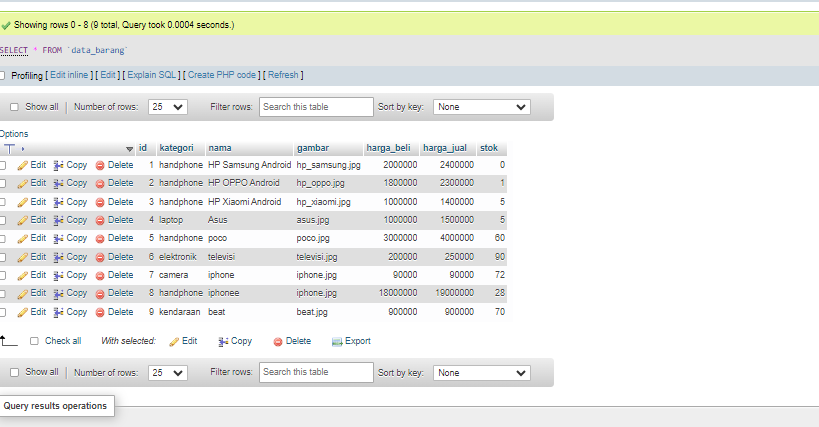 Showing rows 0 - 8 (9 total, Query took 0.0004 seconds.)
SELECT * FROM `data_barang`
Profiling [ Edit inline ] [ Edit ] [ Explain SQL ] [ Create PHP code ] [ Refresh ]
Show all | Number of rows: 25 Filter rows: Search this table Sort by key: None
Options
id kategori nama gambar harga_beli harga_jual stok
Edit Copy Delete 1 handphone HP Samsung Android hp_samsung.jpg 2000000 2400000 0
Edit Copy Delete 2 handphone HP OPPO Android hp_oppo.jpg 1800000 2300000 1
Edit Copy Delete 3 handphone HP Xiaomi Android hp_xiaomi.jpg 1000000 1400000 5
Edit Copy Delete 4 laptop Asus asus.jpg 1000000 1500000 5
Edit Copy Delete 5 handphone poco poco.jpg 3000000 4000000 60
Edit Copy Delete 6 elektronik televisi televisi.jpg 200000 250000 90
Edit Copy Delete 7 camera iphone iphone.jpg 90000 90000 72
Edit Copy Delete 8 handphone iphonee iphone.jpg 18000000 19000000 28
Edit Copy Delete 9 kendaraan beat beat.jpg 900000 900000 70
Check all With selected: Edit Copy Delete Export
Show all | Number of rows: 25 Filter rows: Search this table Sort by key: None
Query results operations